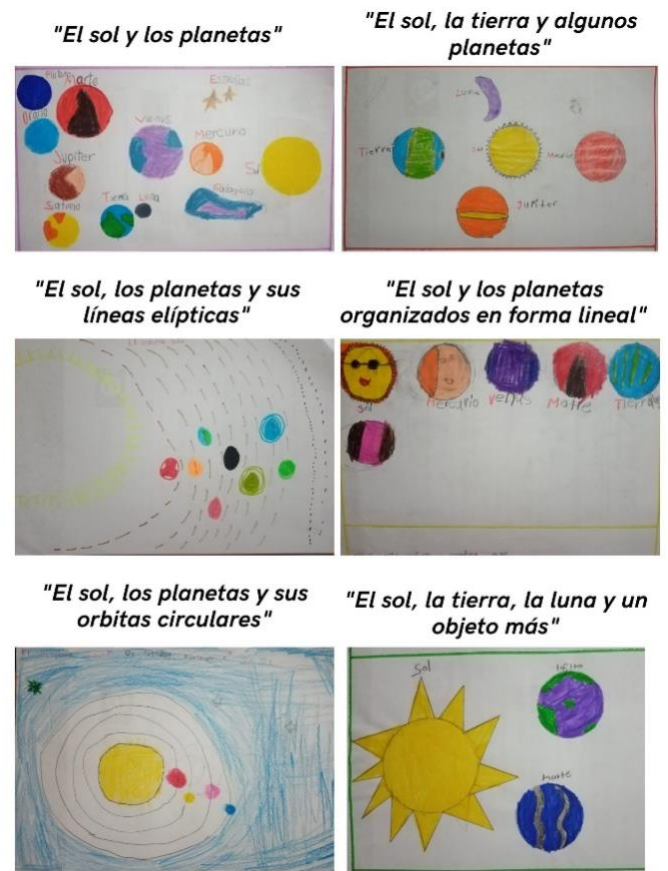 "El sol y los planetas"
"El sol, la tierra y algunos
planetas"
Marte
Urano
Venus
Estrellas
Mercurio
Jupiter
Sol
Saturno
Tierra
Luna
Luna
Tierra
Sol
Marte
Jupiter
"El sol, los planetas y sus
líneas elípticas"
"El sol y los planetas
organizados en forma lineal"
Sol
Mercurio
Venus
Marte
Tierra
"El sol, los planetas y sus
orbitas circulares"
"El sol, la tierra, la luna y un
objeto más"
Sol
Marte